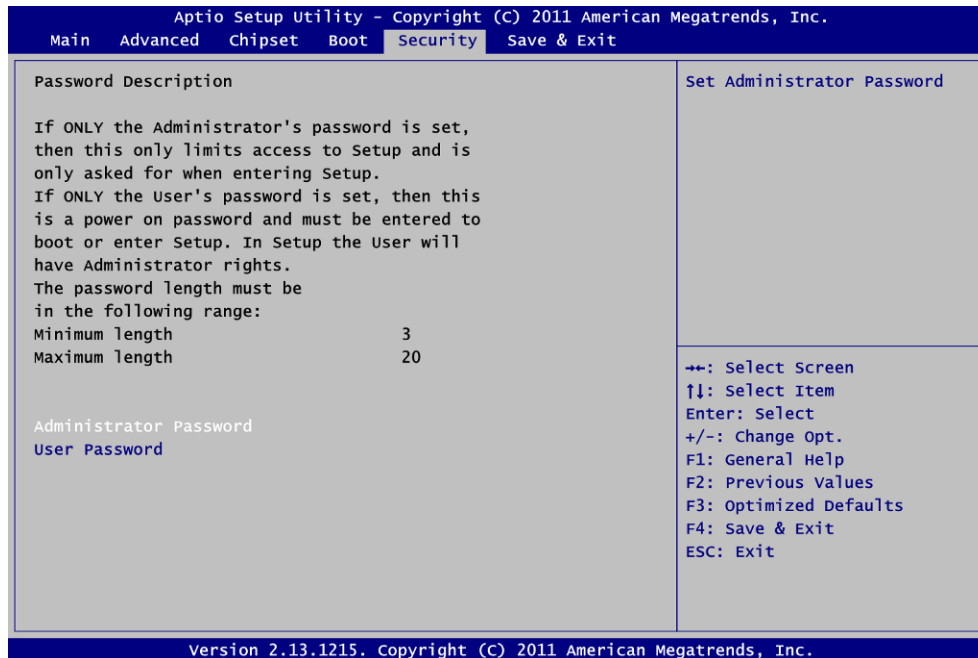 Aptio Setup Utility – Copyright (C) 2011 American Megatrends, Inc.
Main Advanced Chipset Boot Security Save & Exit
Password Description
If ONLY the Administrator's password is set,
then this only limits access to Setup and is
only asked for when entering Setup.
If ONLY the User's password is set, then this
is a power on password and must be entered to
boot or enter Setup. In Setup the User will
have Administrator rights.
The password length must be
in the following range:
Minimum length 3
Maximum length 20
Administrator Password
User Password
Set Administrator Password
→←: Select Screen
↑↓: Select Item
Enter: Select
+/-: Change Opt.
F1: General Help
F2: Previous Values
F3: Optimized Defaults
F4: Save & Exit
ESC: Exit
Version 2.13.1215. Copyright (C) 2011 American Megatrends, Inc.